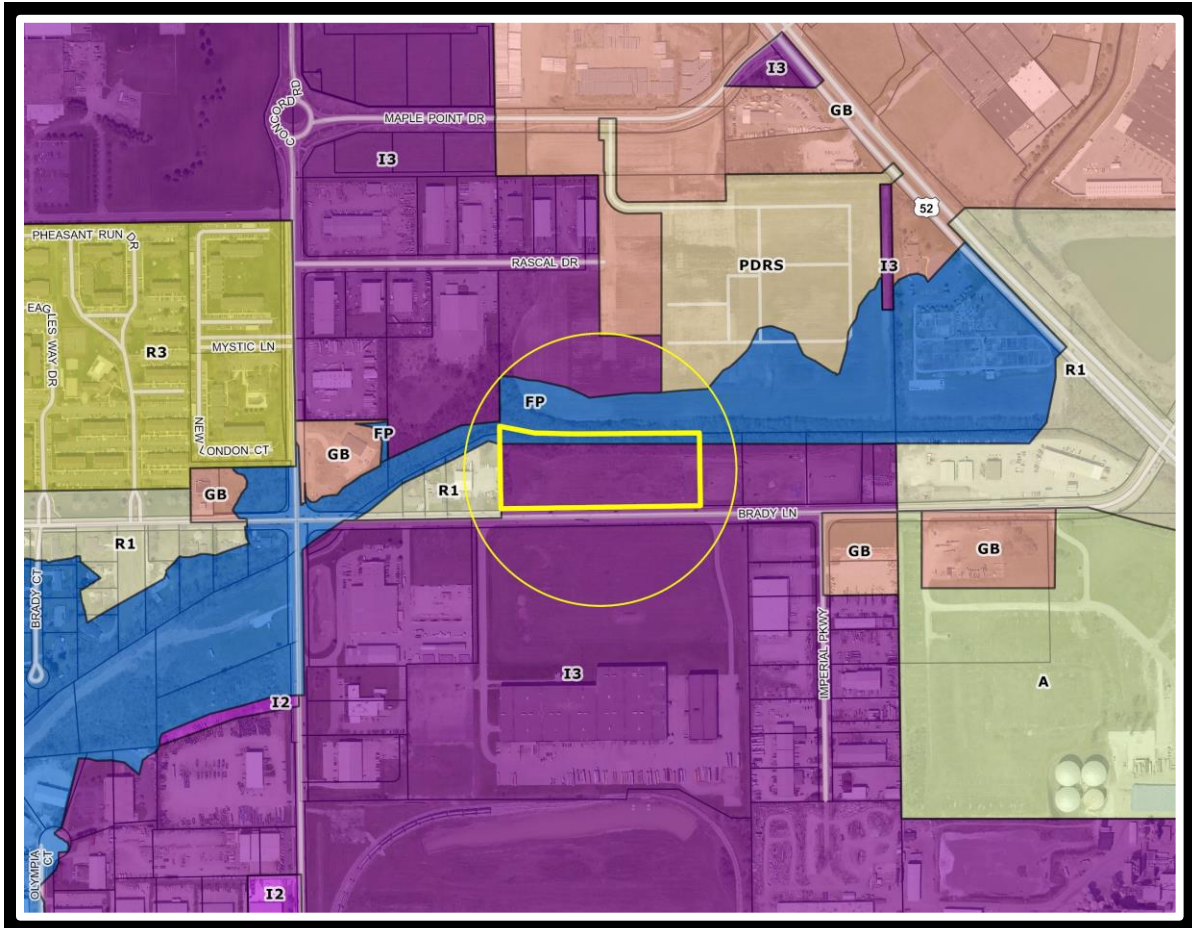 I3
CONCORD RD
MAPLE POINT DR
GB
I3
52
PHEASANT RUN DR
RASCAL DR
PDRS
I3
EAGLES WAY DR
R3
MYSTIC LN
R1
FP
NEW LONDON CT
GB
FP
GB
R1
BRADY LN
R1
GB
GB
BRADY CT
IMPERIAL PKWY
I3
A
I2
OLYMPIA CT
I2